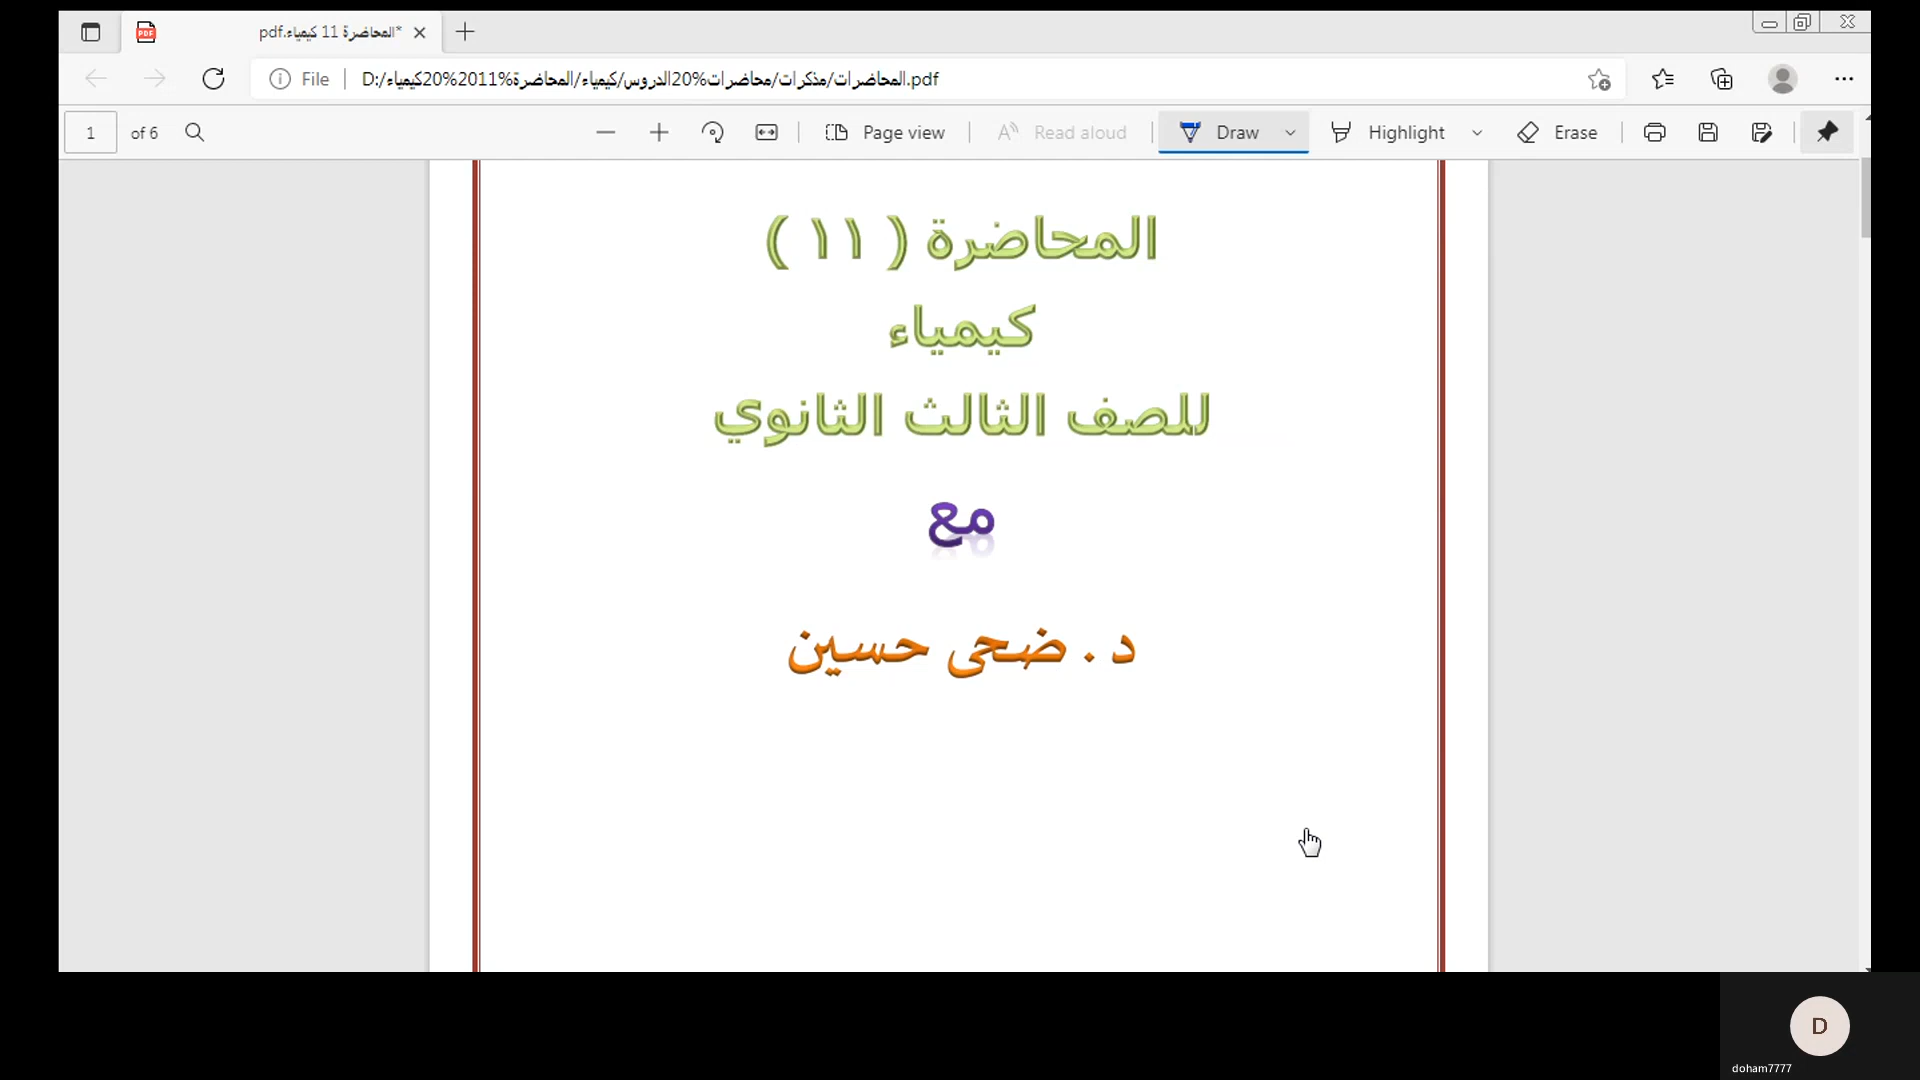 المحاضرة 11 كيمياء.pdf*
File
D:/المحاضرات/مذكرات/محاضرات%20الدروس/كيمياء/المحاضرة%2011%20كيمياء.pdf
1 of 6
Page view
Read aloud
Draw
Highlight
Erase
المحاضرة ( ١١ )
كيمياء
للصف الثالث الثانوي
مع
د . ضحى حسين
D
doham7777